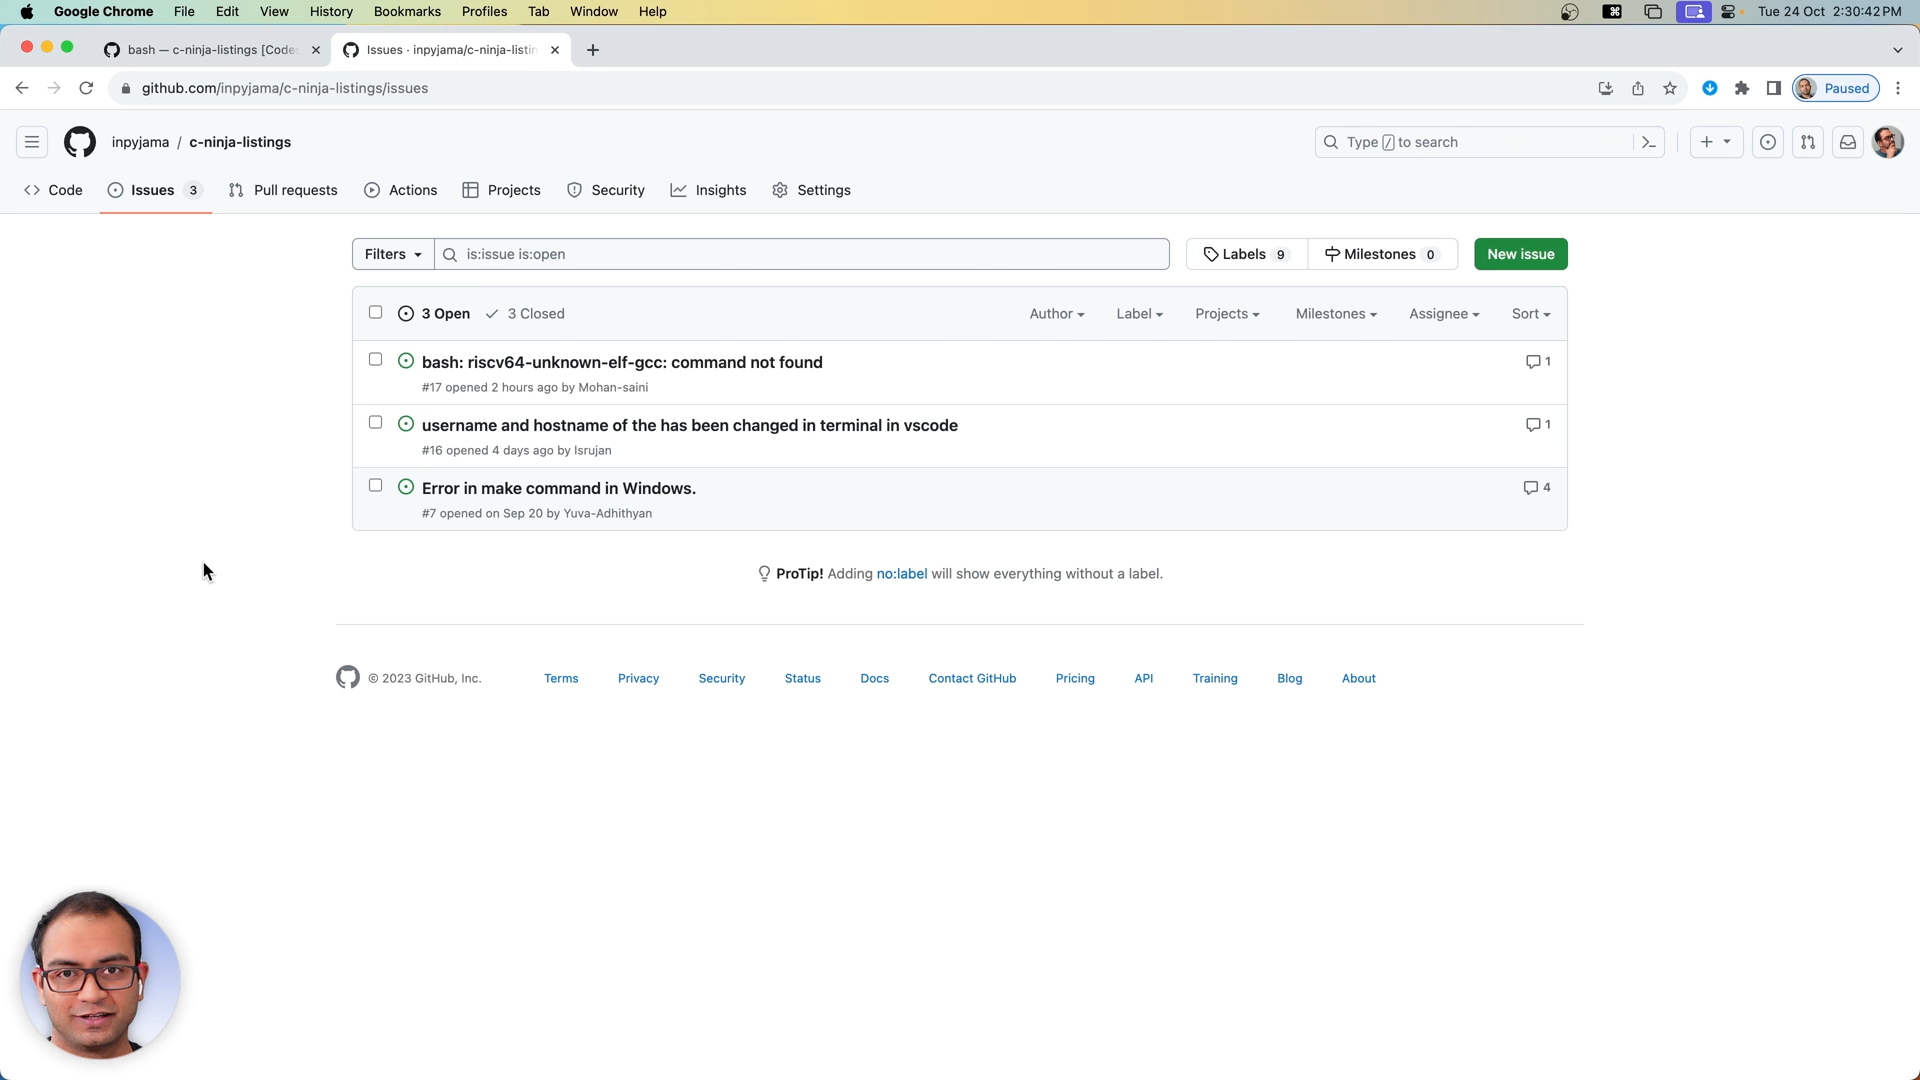 Google Chrome File Edit View History Bookmarks Profiles Tab Window Help Tue 24 Oct 2:30:42 PM
bash — c-ninja-listings [Code Issues · inpyjama/c-ninja-listin
github.com/inpyjama/c-ninja-listings/issues Paused
inpyjama / c-ninja-listings Type / to search
Code Issues 3 Pull requests Actions Projects Security Insights Settings
Filters is:issue is:open Labels 9 Milestones 0 New issue
3 Open 3 Closed Author Label Projects Milestones Assignee Sort
bash: riscv64-unknown-elf-gcc: command not found 1
#17 opened 2 hours ago by Mohan-saini
username and hostname of the has been changed in terminal in vscode 1
#16 opened 4 days ago by lsrujan
Error in make command in Windows. 4
#7 opened on Sep 20 by Yuva-Adhithyan
ProTip! Adding no:label will show everything without a label.
© 2023 GitHub, Inc. Terms Privacy Security Status Docs Contact GitHub Pricing API Training Blog About